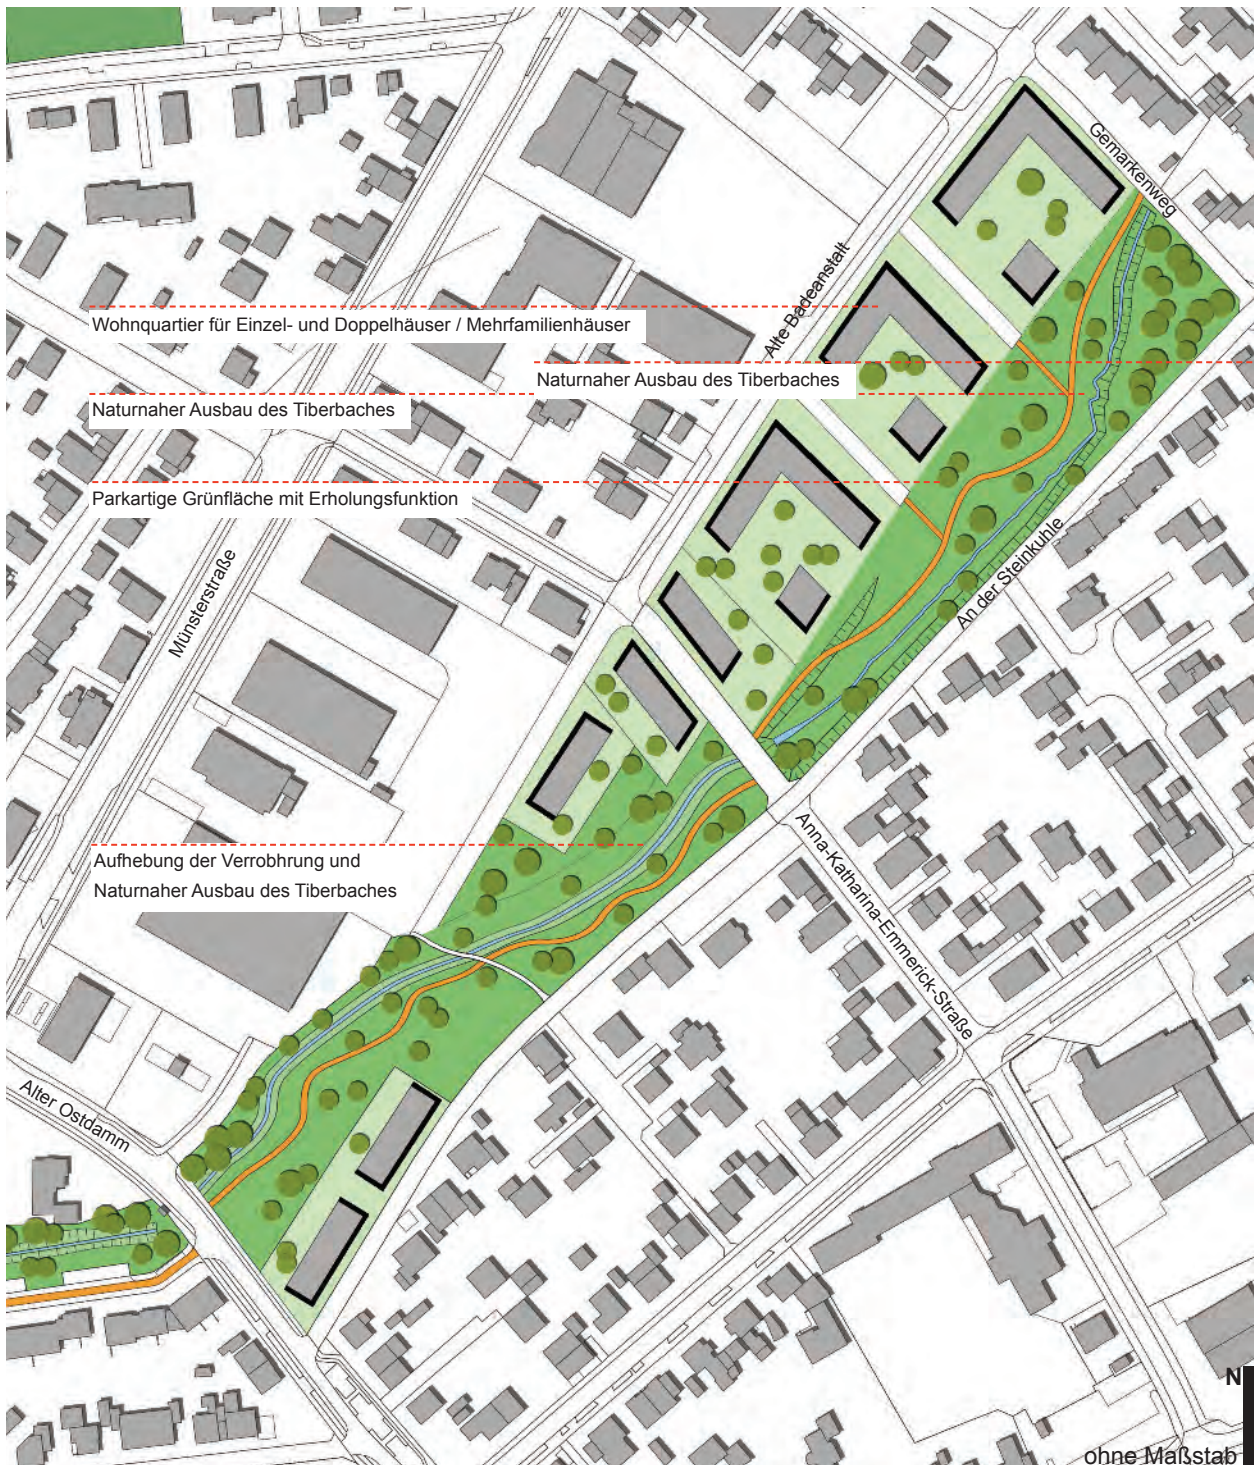 Gemarkenweg
Alte Badeanstalt
Wohnquartier für Einzel- und Doppelhäuser / Mehrfamilienhäuser
Naturnaher Ausbau des Tiberbaches
Naturnaher Ausbau des Tiberbaches
Parkartige Grünfläche mit Erholungsfunktion
Münsterstraße
An der Steinkuhle
Aufhebung der Verrobhrung und
Naturnaher Ausbau des Tiberbaches
Anna-Katharina-Emmerick-Straße
Alter Ostdamm
N
ohne Maßstab